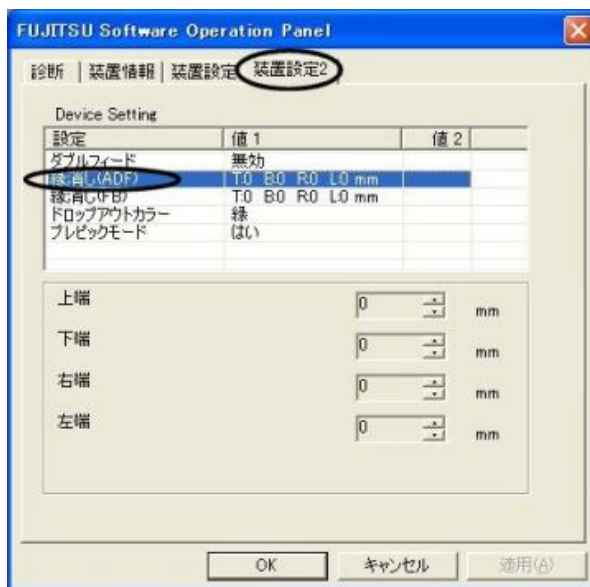 FUJITSU Software Operation Panel
診断 装置情報 装置設定 装置設定2
Device Setting
設定 値 1 値 2
ダブルフィード 無効
縁消し(ADF) T:0 B:0 R:0 L:0 mm
縁消し(FB) T:0 B:0 R:0 L:0 mm
ドロップアウトカラー 緑
プレピックモード はい
上端 0 mm
下端 0 mm
右端 0 mm
左端 0 mm
OK キャンセル 適用(A)